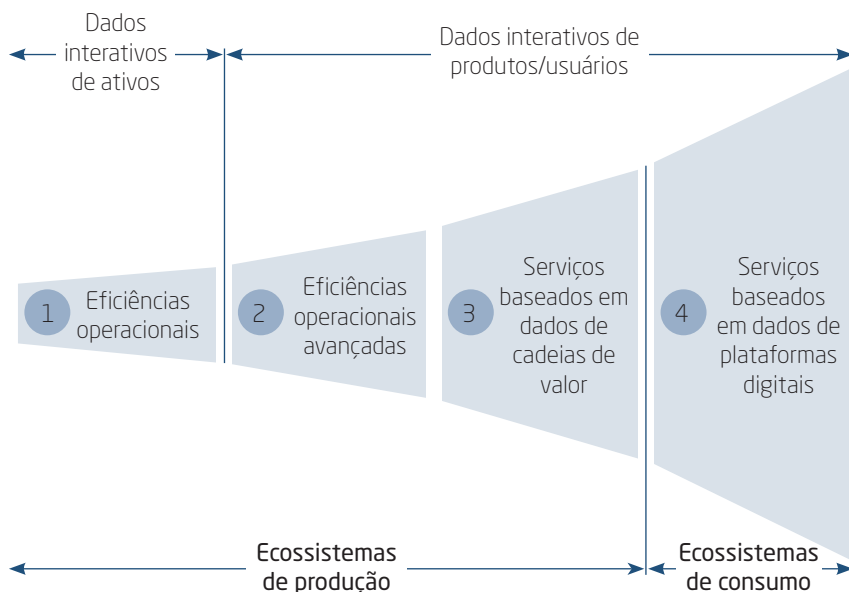 Dados
interativos
de ativos
Dados interativos de
produtos/usuários
1
Eficiências
operacionais
2
Eficiências
operacionais
avançadas
3
Serviços
baseados em
dados de
cadeias de
valor
4
Serviços
baseados
em dados de
plataformas
digitais
Ecossistemas
de produção
Ecossistemas
de consumo